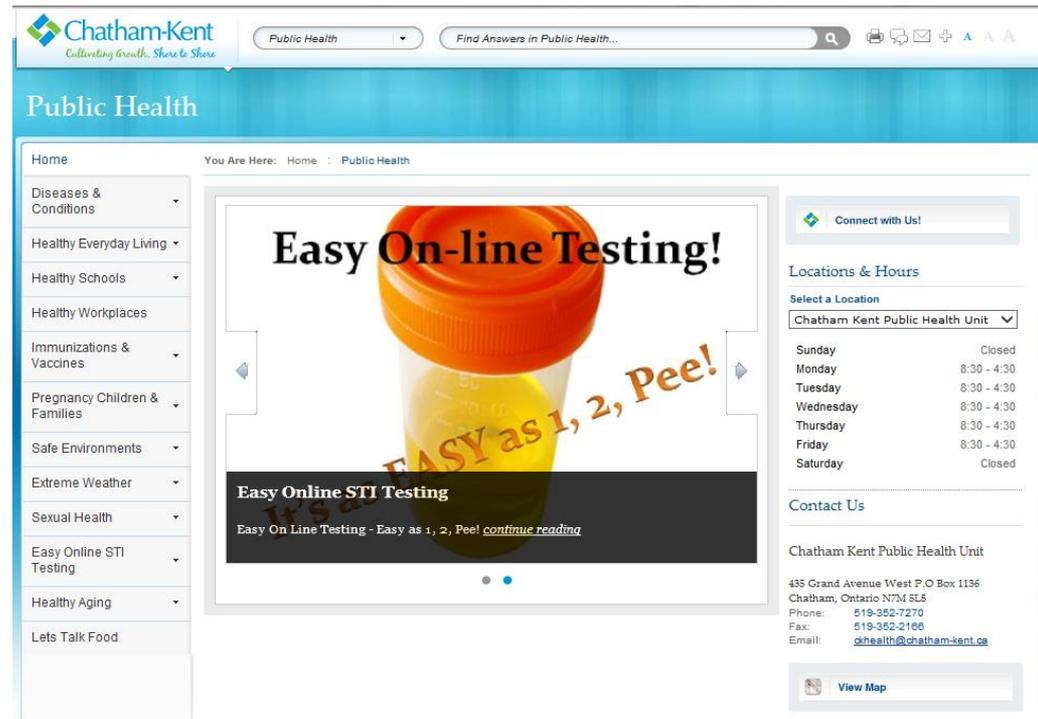 Chatham-Kent
Cultivating Growth, Shore to Shore
Public Health
Find Answers in Public Health...
A A A
Public Health
Home
Diseases &
Conditions
Healthy Everyday Living
Healthy Schools
Healthy Workplaces
Immunizations &
Vaccines
Pregnancy Children &
Families
Safe Environments
Extreme Weather
Sexual Health
Easy Online STI
Testing
Healthy Aging
Lets Talk Food
You Are Here: Home : Public Health
Easy On-line Testing!
It's as EASY as 1, 2, Pee!
Easy Online STI Testing
Easy On Line Testing - Easy as 1, 2, Pee! continue reading
Connect with Us!
Locations & Hours
Select a Location
Chatham Kent Public Health Unit
Sunday Closed
Monday 8:30 - 4:30
Tuesday 8:30 - 4:30
Wednesday 8:30 - 4:30
Thursday 8:30 - 4:30
Friday 8:30 - 4:30
Saturday Closed
Contact Us
Chatham Kent Public Health Unit
435 Grand Avenue West P.O Box 1136
Chatham, Ontario N7M 5L8
Phone: 519-352-7270
Fax: 519-352-2166
Email: ckhealth@chatham-kent.ca
View Map